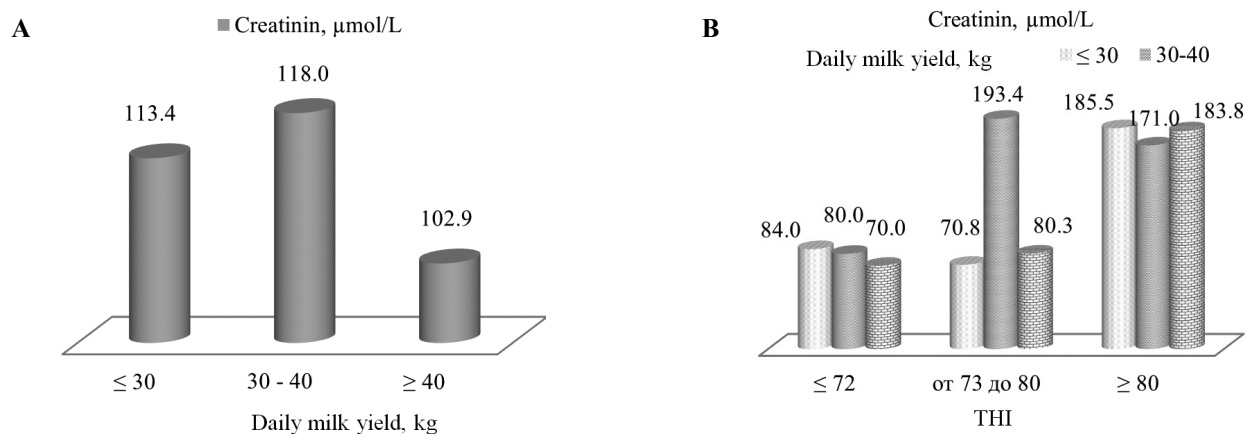 A
Creatinin, µmol/L
113.4
118.0
102.9
≤ 30
30 - 40
≥ 40
Daily milk yield, kg
B
Creatinin, µmol/L
Daily milk yield, kg
≤ 30
30-40
84.0
80.0
70.0
70.8
193.4
80.3
185.5
171.0
183.8
≤ 72
от 73 до 80
≥ 80
THI